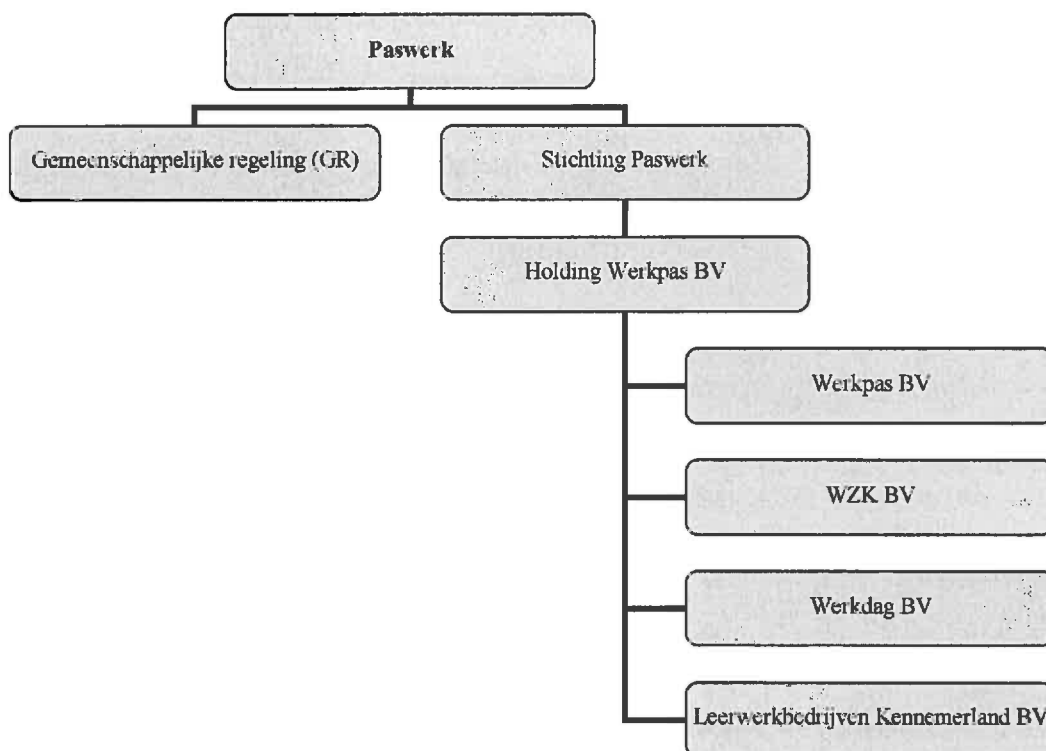 Paswerk
Gemeenschappelijke regeling (GR)
Stichting Paswerk
Holding Werkpas BV
Werkpas BV
WZK BV
Werkdag BV
Leerwerkbedrijven Kennemerland BV